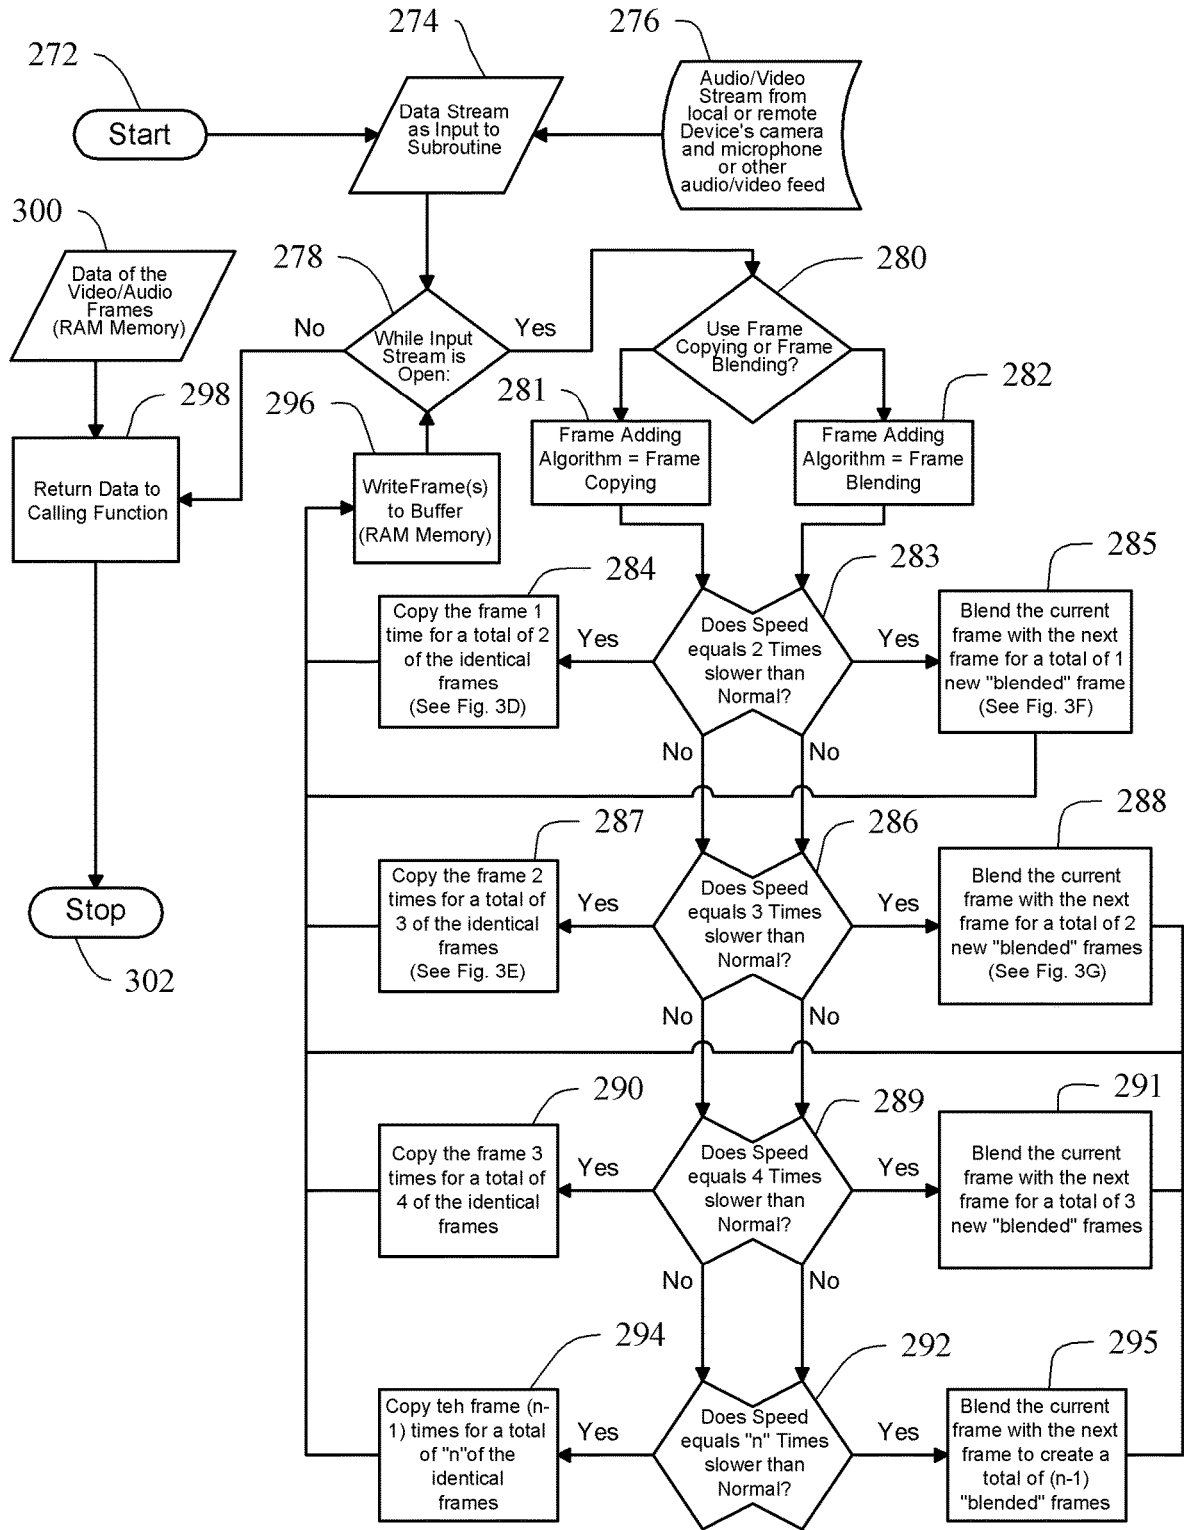 274
276
272
Start
Data Stream
as Input to
Subroutine
Audio/Video
Stream from
local or remote
Device's camera
and microphone
or other
audio/video feed
300
278
280
Data of the
Video/Audio
Frames
(RAM Memory)
No
Yes
While Input
Stream is
Open:
Use Frame
Copying or Frame
Blending?
298
296
281
282
Return Data to
Calling Function
WriteFrame(s)
to Buffer
(RAM Memory)
Frame Adding
Algorithm = Frame
Copying
Frame Adding
Algorithm = Frame
Blending
284
283
285
Copy the frame 1
time for a total of 2
of the identical
frames
(See Fig. 3D)
Yes
Does Speed
equals 2 Times
slower than
Normal?
Yes
Blend the current
frame with the next
frame for a total of 1
new "blended" frame
(See Fig. 3F)
No
No
287
286
288
Copy the frame 2
times for a total of
3 of the identical
frames
(See Fig. 3E)
Yes
Does Speed
equals 3 Times
slower than
Normal?
Yes
Blend the current
frame with the next
frame for a total of 2
new "blended" frames
(See Fig. 3G)
Stop
302
No
No
290
289
291
Copy the frame 3
times for a total of
4 of the identical
frames
Yes
Does Speed
equals 4 Times
slower than
Normal?
Yes
Blend the current
frame with the next
frame for a total of 3
new "blended" frames
No
No
294
292
295
Copy teh frame (n-
1) times for a total
of "n"of the
identical
frames
Yes
Does Speed
equals "n" Times
slower than
Normal?
Yes
Blend the current
frame with the next
frame to create a
total of (n-1)
"blended" frames